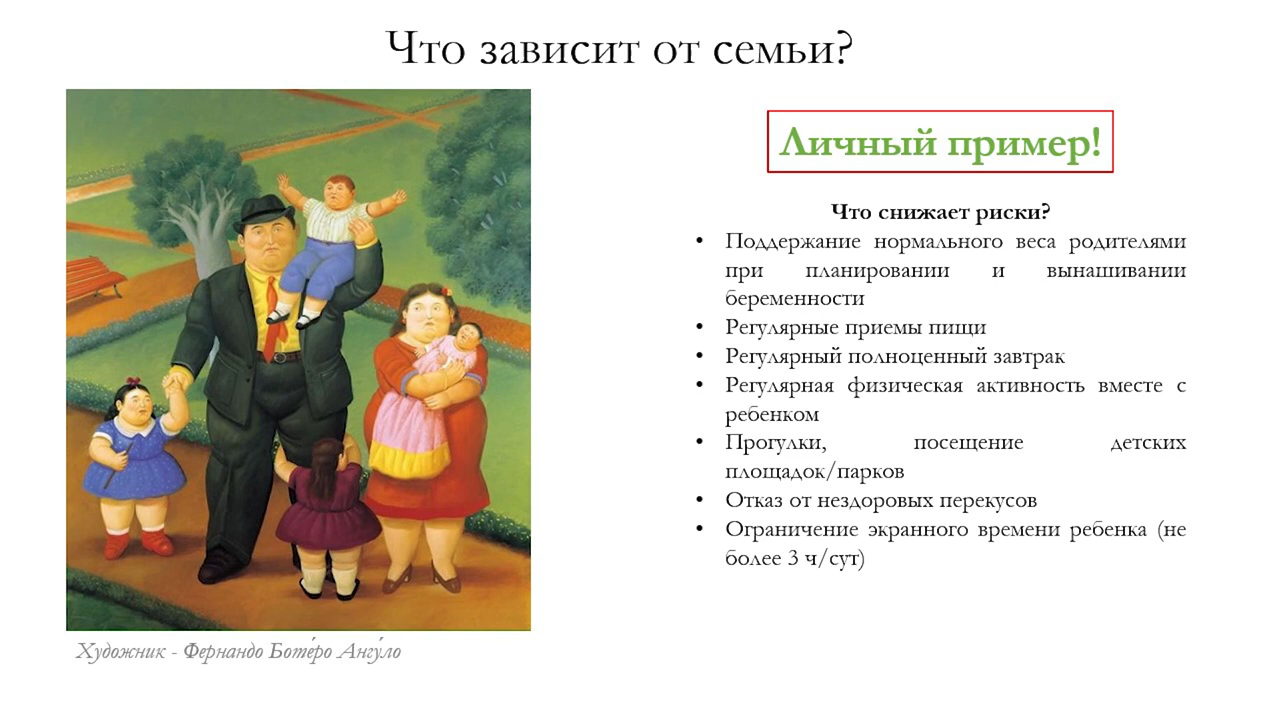 Что зависит от семьи?
Личный пример!
Что снижает риски?
• Поддержание нормального веса родителями
при планировании и вынашивании
беременности
• Регулярные приемы пищи
• Регулярный полноценный завтрак
• Регулярная физическая активность вместе с
ребенком
• Прогулки, посещение детских
площадок/парков
• Отказ от нездоровых перекусов
• Ограничение экранного времени ребенка (не
более 3 ч/сут)
Художник - Фернандо Боте́ро Ангу́ло